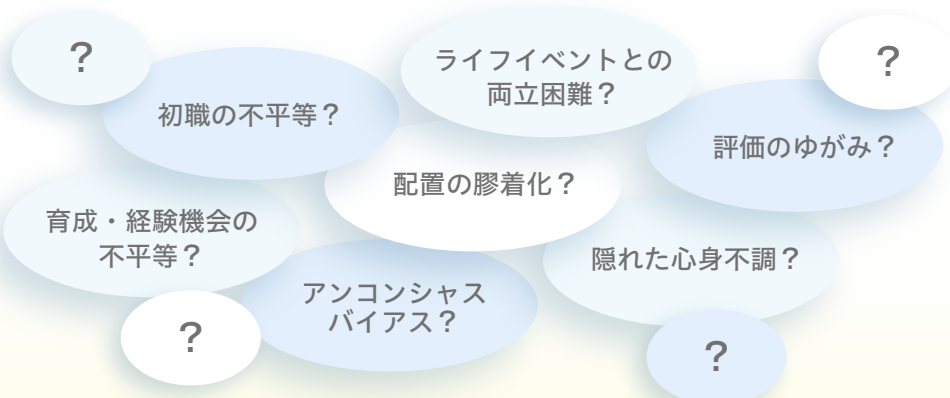 ？
ライフイベントとの
両立困難？
？
初職の不平等？
評価のゆがみ？
配置の膠着化？
育成・経験機会の
不平等？
隠れた心身不調？
アンコンシャス
バイアス？
？
？